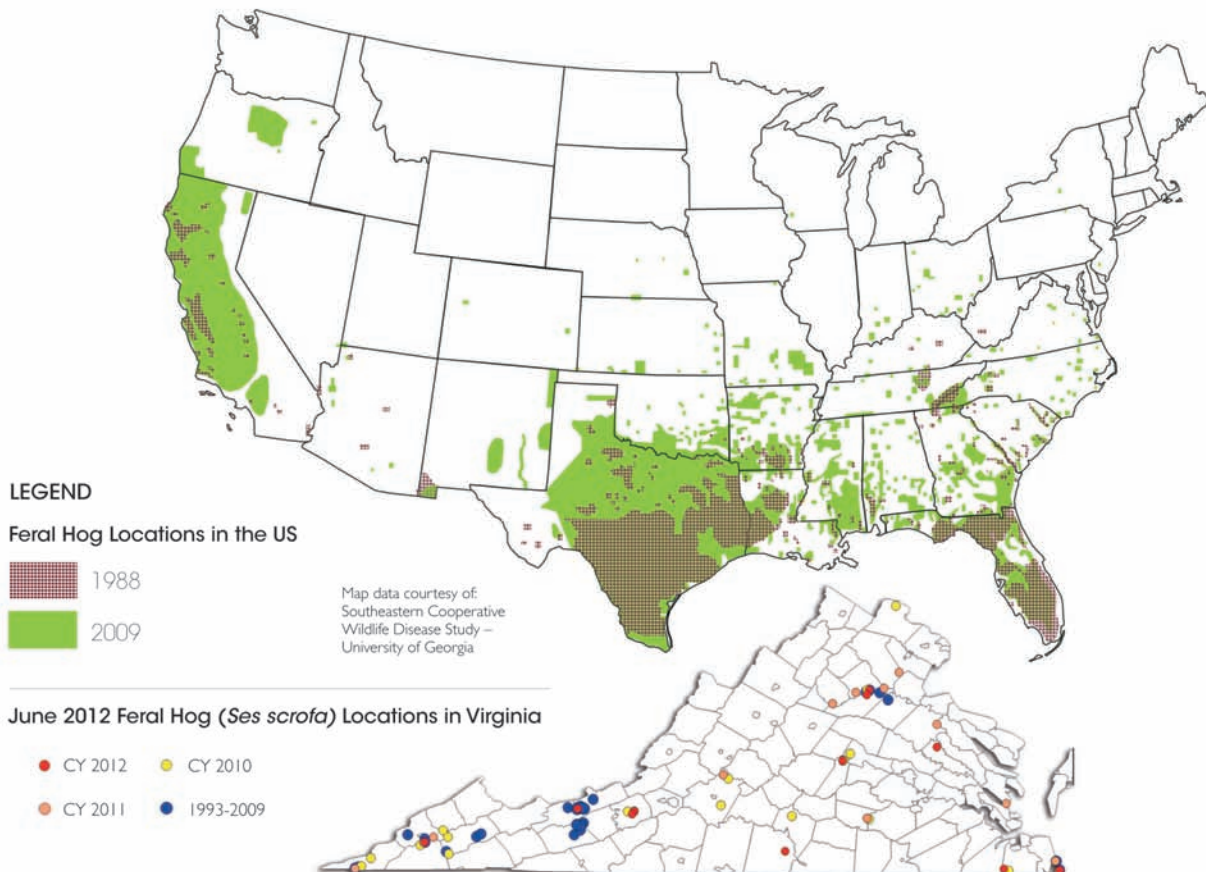 LEGEND
Feral Hog Locations in the US
1988
2009
Map data courtesy of:
Southeastern Cooperative
Wildlife Disease Study –
University of Georgia
June 2012 Feral Hog (Ses scrofa) Locations in Virginia
CY 2012
CY 2010
CY 2011
1993-2009